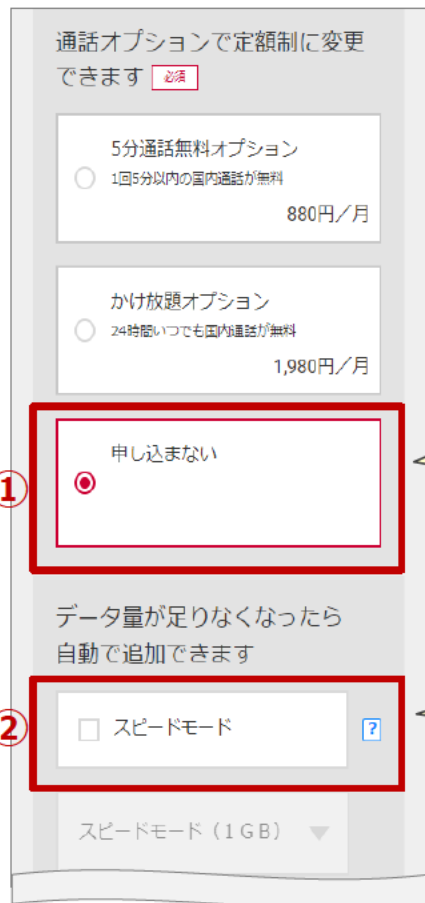 通話オプションで定額制に変更
できます 必須
5分通話無料オプション
1回5分以内の国内通話が無料
880円／月
かけ放題オプション
24時間いつでも国内通話が無料
1,980円／月
①
申し込まない
データ量が足りなくなったら
自動で追加できます
②
スピードモード ?
スピードモード（1GB）